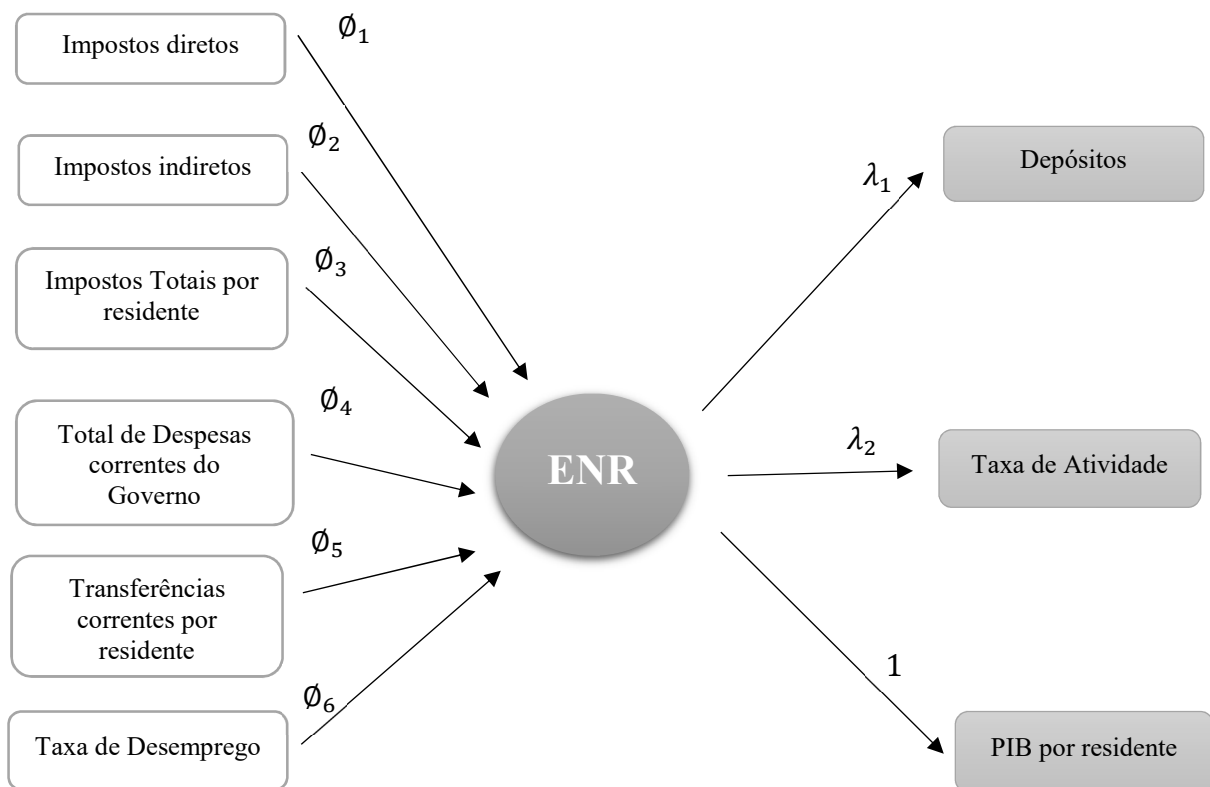 Impostos diretos
∅1
Impostos indiretos
∅2
Impostos Totais por
residente
∅3
Total de Despesas
correntes do
Governo
∅4
Transferências
correntes por
residente
∅5
Taxa de Desemprego
∅6
ENR
λ1
Depósitos
λ2
Taxa de Atividade
1
PIB por residente